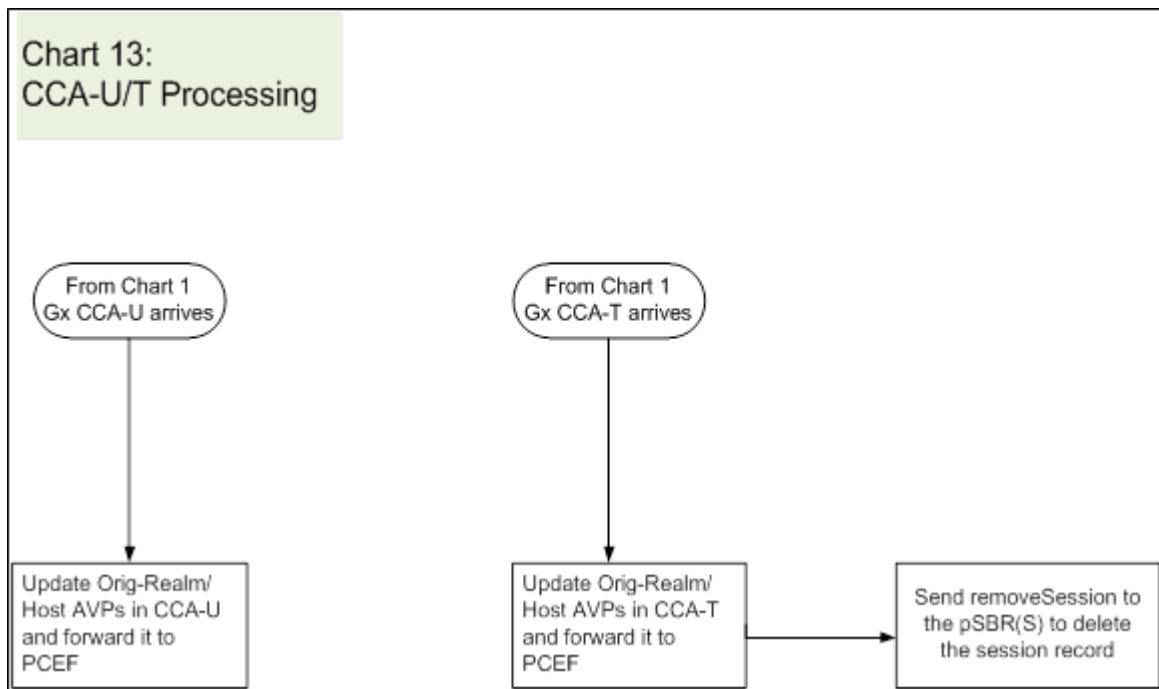 Chart 13:
CCA-U/T Processing
From Chart 1
Gx CCA-U arrives
From Chart 1
Gx CCA-T arrives
Update Orig-Realm/
Host AVPs in CCA-U
and forward it to
PCEF
Update Orig-Realm/
Host AVPs in CCA-T
and forward it to
PCEF
Send removeSession to
the pSBR(S) to delete
the session record